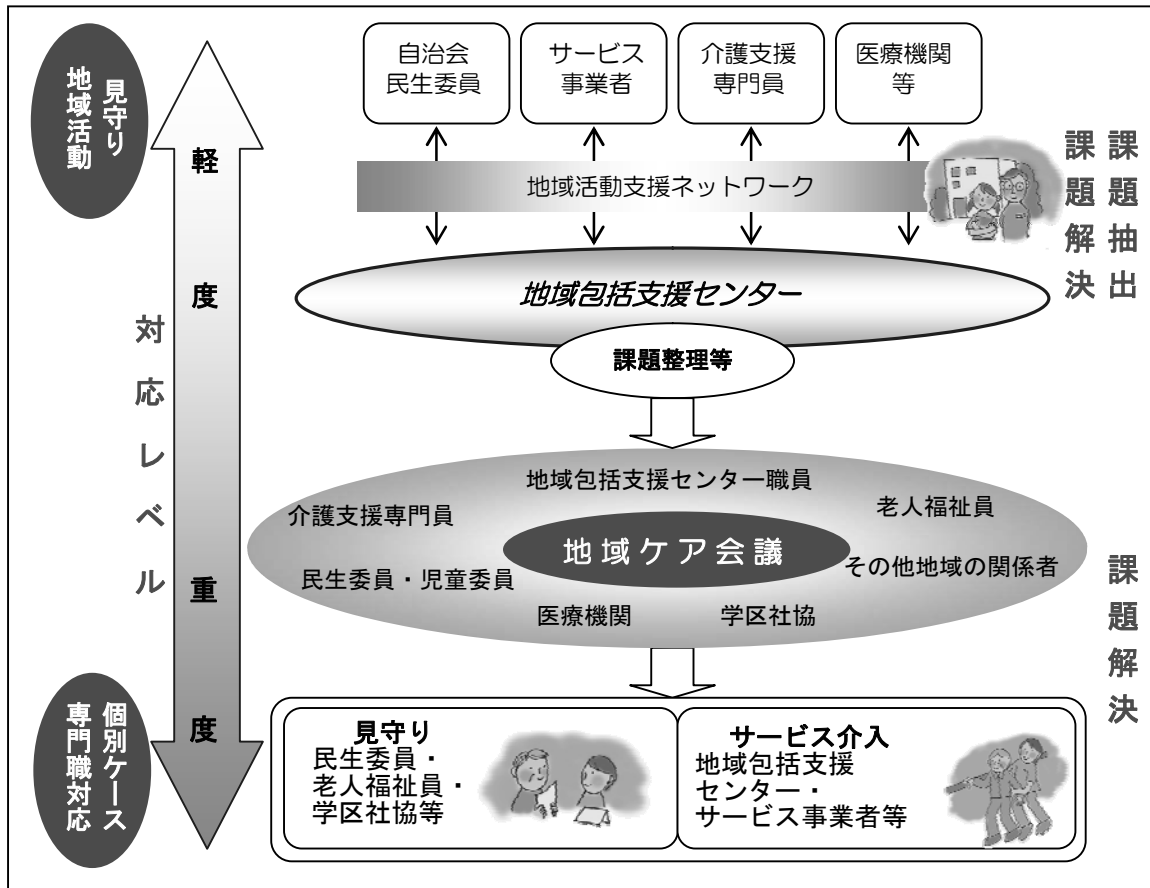 見守り
地域活動
軽度
重度
対応レベル
個別ケース
専門職対応
自治会
民生委員
サービス
事業者
介護支援
専門員
医療機関
等
地域活動支援ネットワーク
課題抽出
課題解決
地域包括支援センター
課題整理等
地域包括支援センター職員
介護支援専門員
老人福祉員
地域ケア会議
民生委員・児童委員
その他地域の関係者
医療機関
学区社協
課題解決
見守り
民生委員・
老人福祉員・
学区社協等
サービス介入
地域包括支援
センター・
サービス事業者等